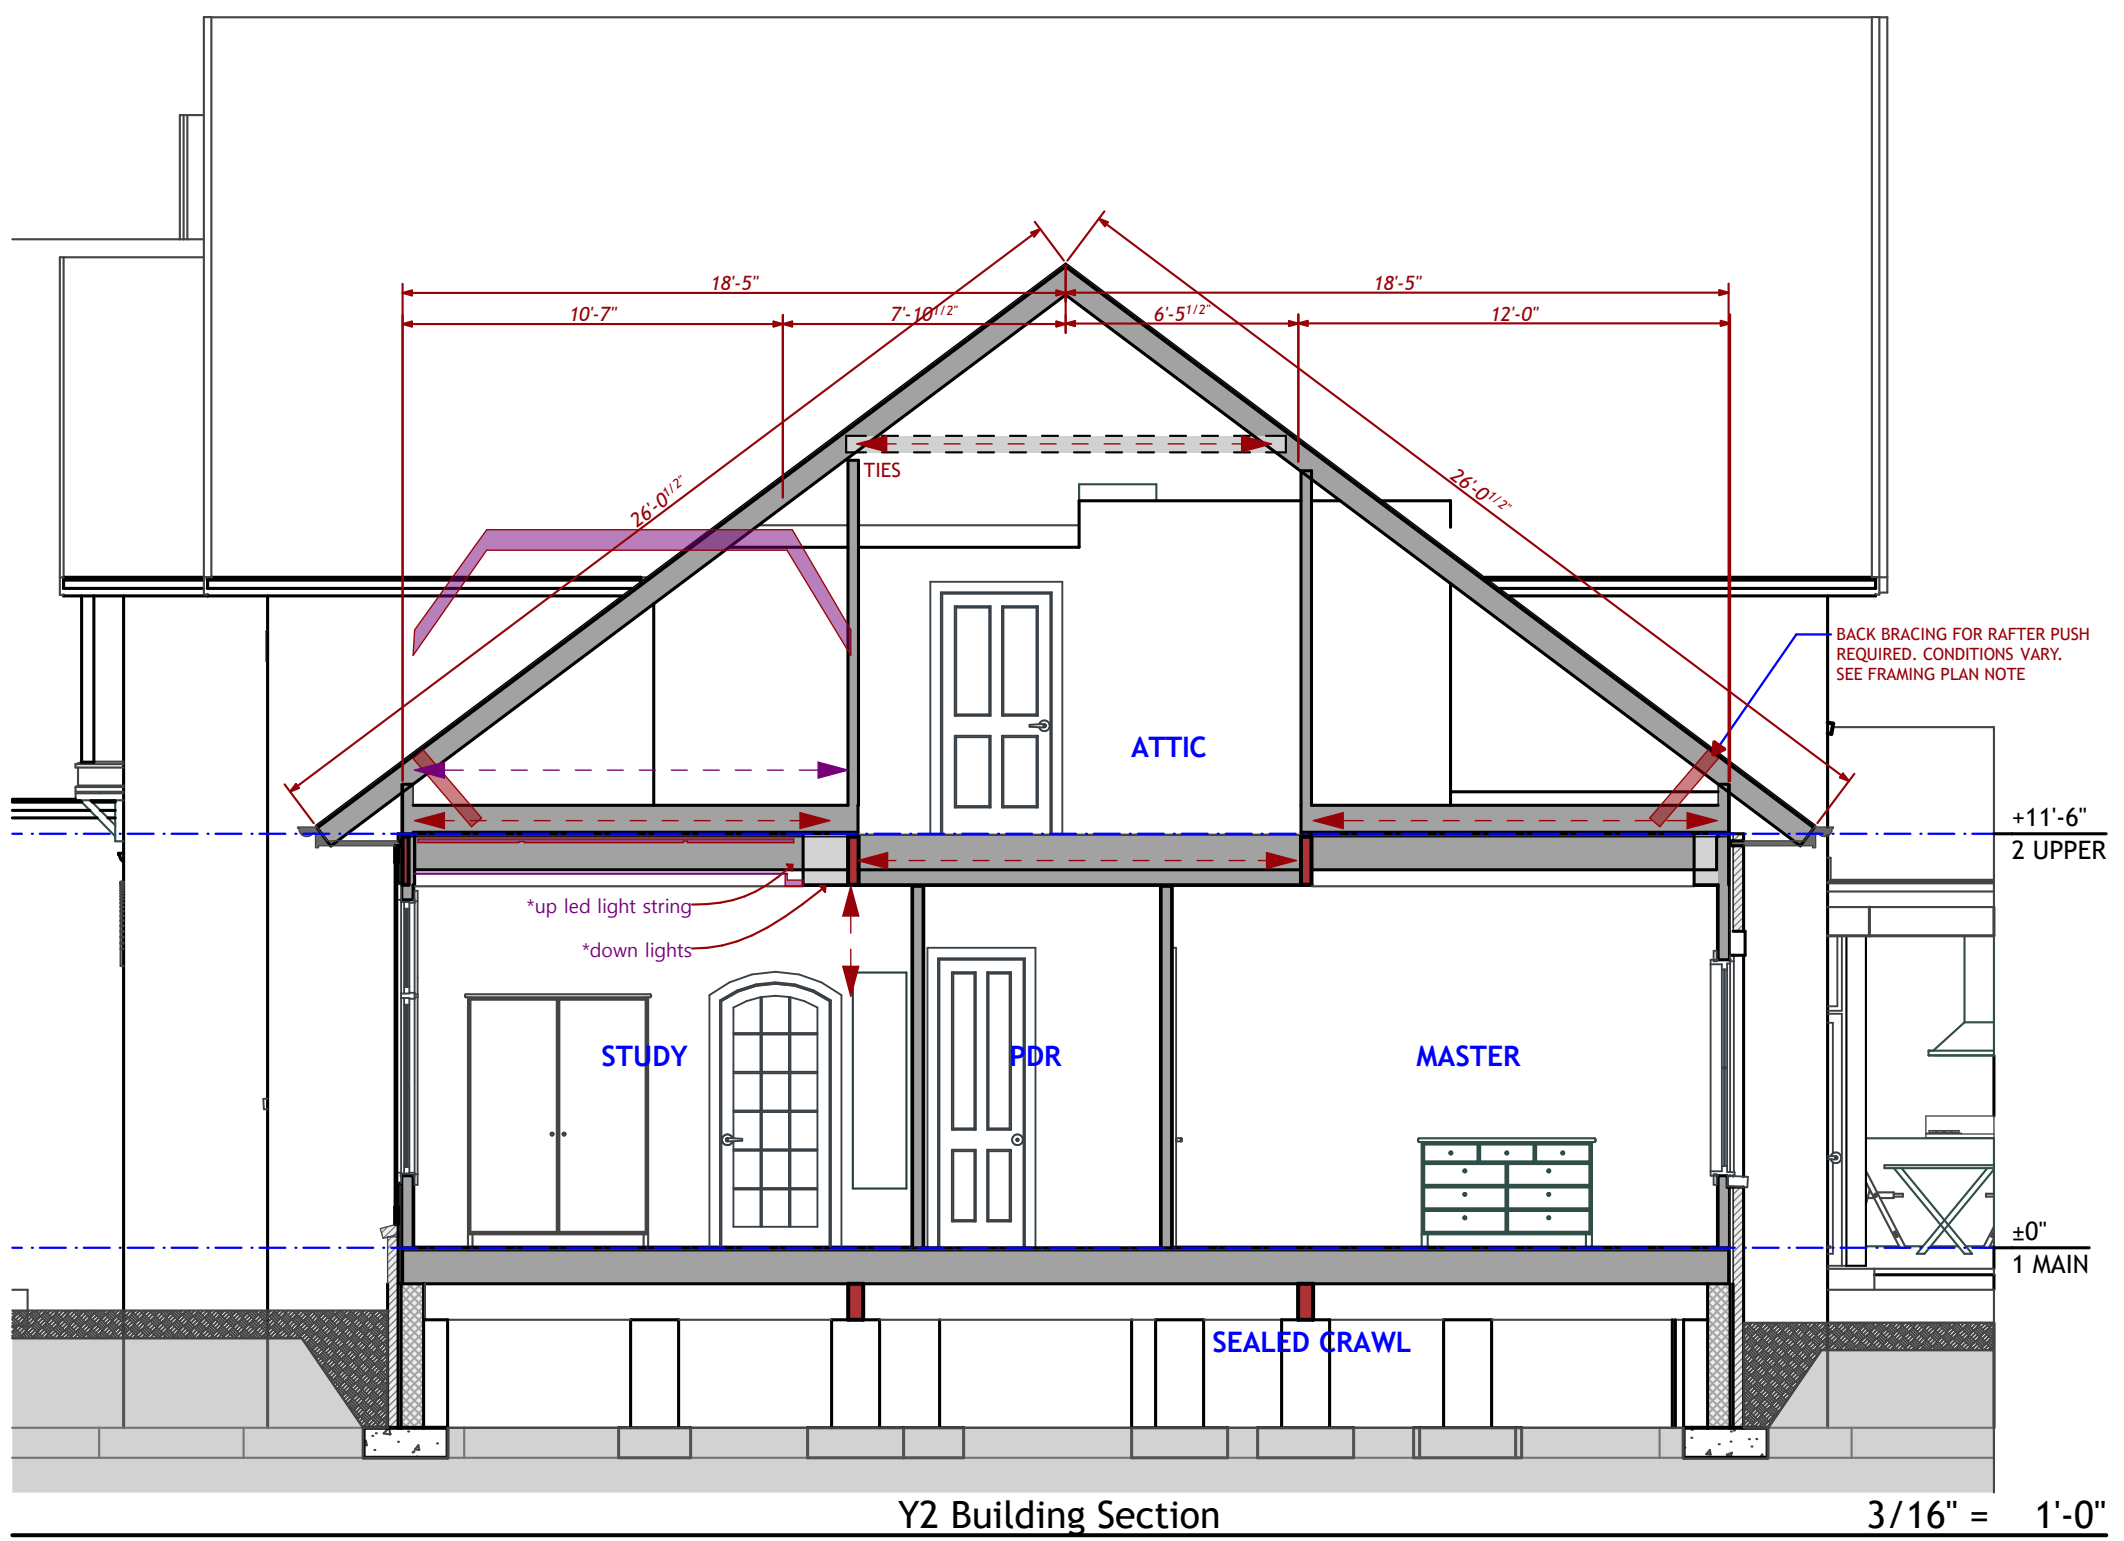 18'-5"
18'-5"
10'-7"
7'-10 1/2"
6'-5 1/2"
12'-0"
26'-0 1/2"
26'-0 1/2"
TIES
BACK BRACING FOR RAFTER PUSH
REQUIRED. CONDITIONS VARY.
SEE FRAMING PLAN NOTE
ATTIC
+11'-6"
2 UPPER
*up led light string
*down lights
STUDY
PDR
MASTER
±0"
1 MAIN
SEALED CRAWL
Y2 Building Section
3/16" = 1'-0"